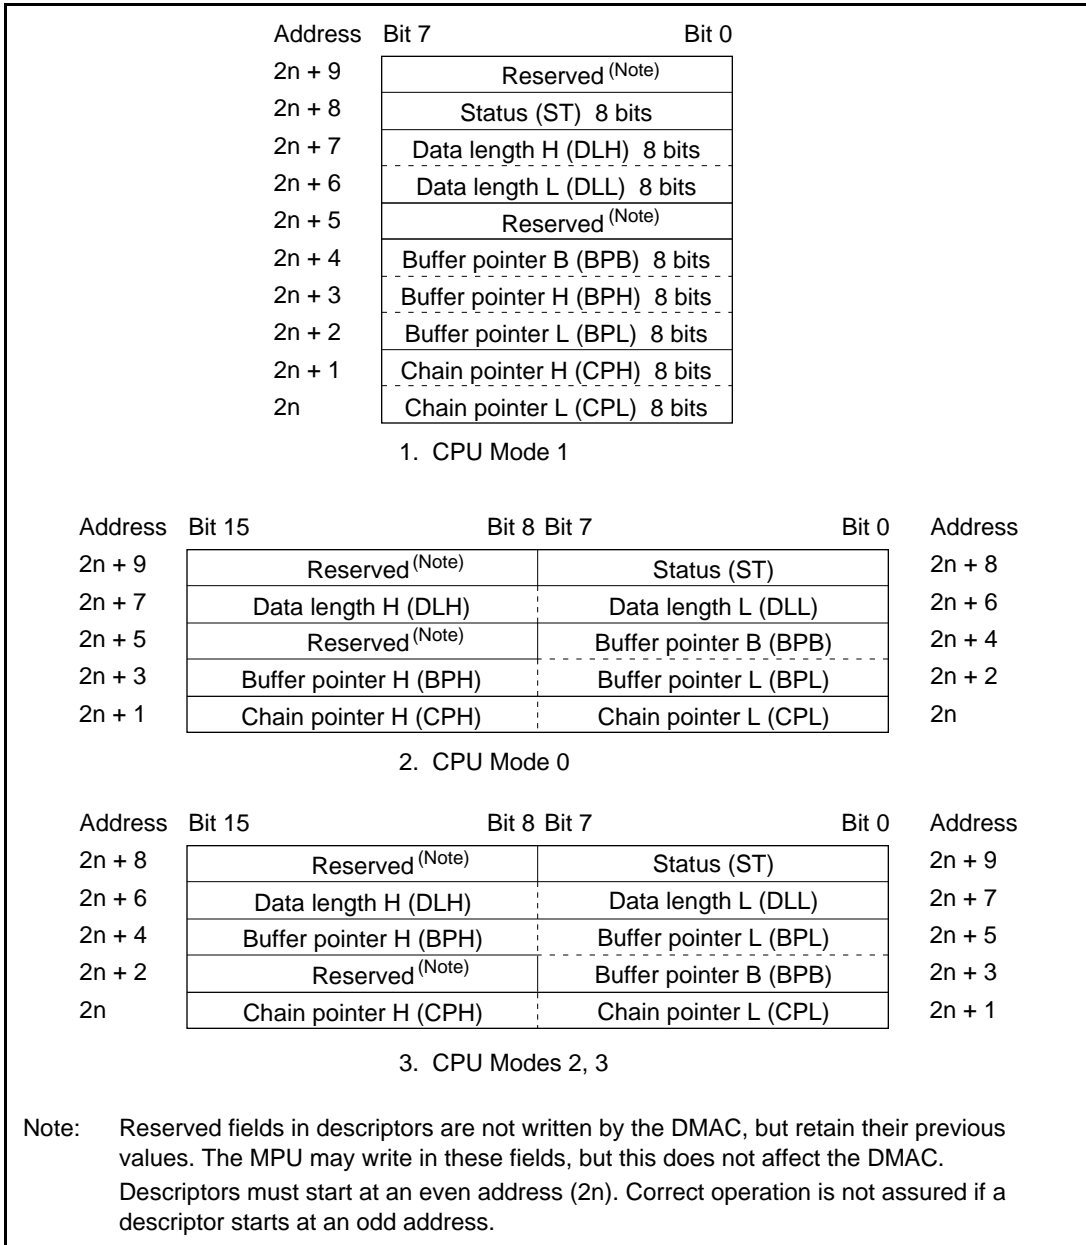 Address Bit 7 Bit 0
2n + 9 Reserved (Note)
2n + 8 Status (ST) 8 bits
2n + 7 Data length H (DLH) 8 bits
2n + 6 Data length L (DLL) 8 bits
2n + 5 Reserved (Note)
2n + 4 Buffer pointer B (BPB) 8 bits
2n + 3 Buffer pointer H (BPH) 8 bits
2n + 2 Buffer pointer L (BPL) 8 bits
2n + 1 Chain pointer H (CPH) 8 bits
2n Chain pointer L (CPL) 8 bits
1. CPU Mode 1
Address Bit 15 Bit 8 Bit 7 Bit 0 Address
2n + 9 Reserved (Note) Status (ST) 2n + 8
2n + 7 Data length H (DLH) Data length L (DLL) 2n + 6
2n + 5 Reserved (Note) Buffer pointer B (BPB) 2n + 4
2n + 3 Buffer pointer H (BPH) Buffer pointer L (BPL) 2n + 2
2n + 1 Chain pointer H (CPH) Chain pointer L (CPL) 2n
2. CPU Mode 0
Address Bit 15 Bit 8 Bit 7 Bit 0 Address
2n + 8 Reserved (Note) Status (ST) 2n + 9
2n + 6 Data length H (DLH) Data length L (DLL) 2n + 7
2n + 4 Buffer pointer H (BPH) Buffer pointer L (BPL) 2n + 5
2n + 2 Reserved (Note) Buffer pointer B (BPB) 2n + 3
2n Chain pointer H (CPH) Chain pointer L (CPL) 2n + 1
3. CPU Modes 2, 3
Note: Reserved fields in descriptors are not written by the DMAC, but retain their previous
values. The MPU may write in these fields, but this does not affect the DMAC.
Descriptors must start at an even address (2n). Correct operation is not assured if a
descriptor starts at an odd address.